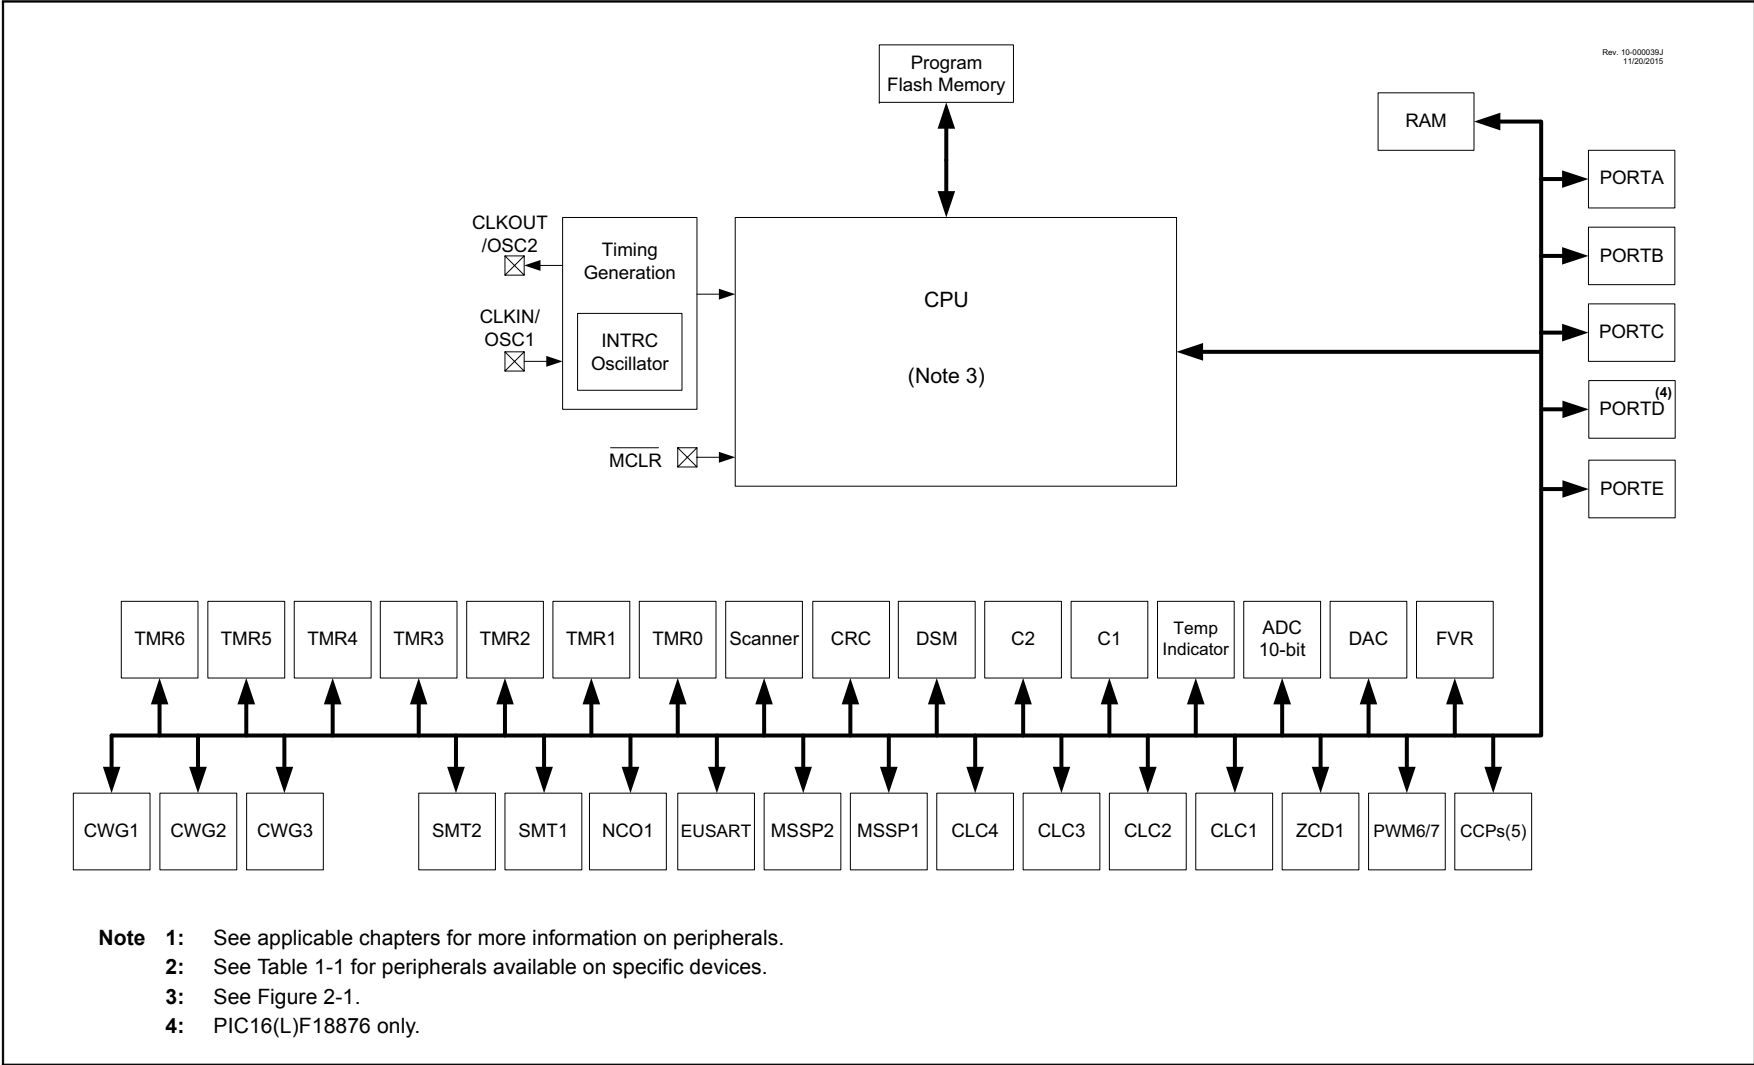 Rev. 10-000039J
11/20/2015
Program
Flash Memory
RAM
PORTA
PORTB
PORTC
PORTD(4)
PORTE
CLKOUT
/OSC2
Timing
Generation
CLKIN/
OSC1
INTRC
Oscillator
MCLR
CPU
(Note 3)
TMR6
TMR5
TMR4
TMR3
TMR2
TMR1
TMR0
Scanner
CRC
DSM
C2
C1
Temp
Indicator
ADC
10-bit
DAC
FVR
CWG1
CWG2
CWG3
SMT2
SMT1
NCO1
EUSART
MSSP2
MSSP1
CLC4
CLC3
CLC2
CLC1
ZCD1
PWM6/7
CCPs(5)
Note 1: See applicable chapters for more information on peripherals.
2: See Table 1-1 for peripherals available on specific devices.
3: See Figure 2-1.
4: PIC16(L)F18876 only.